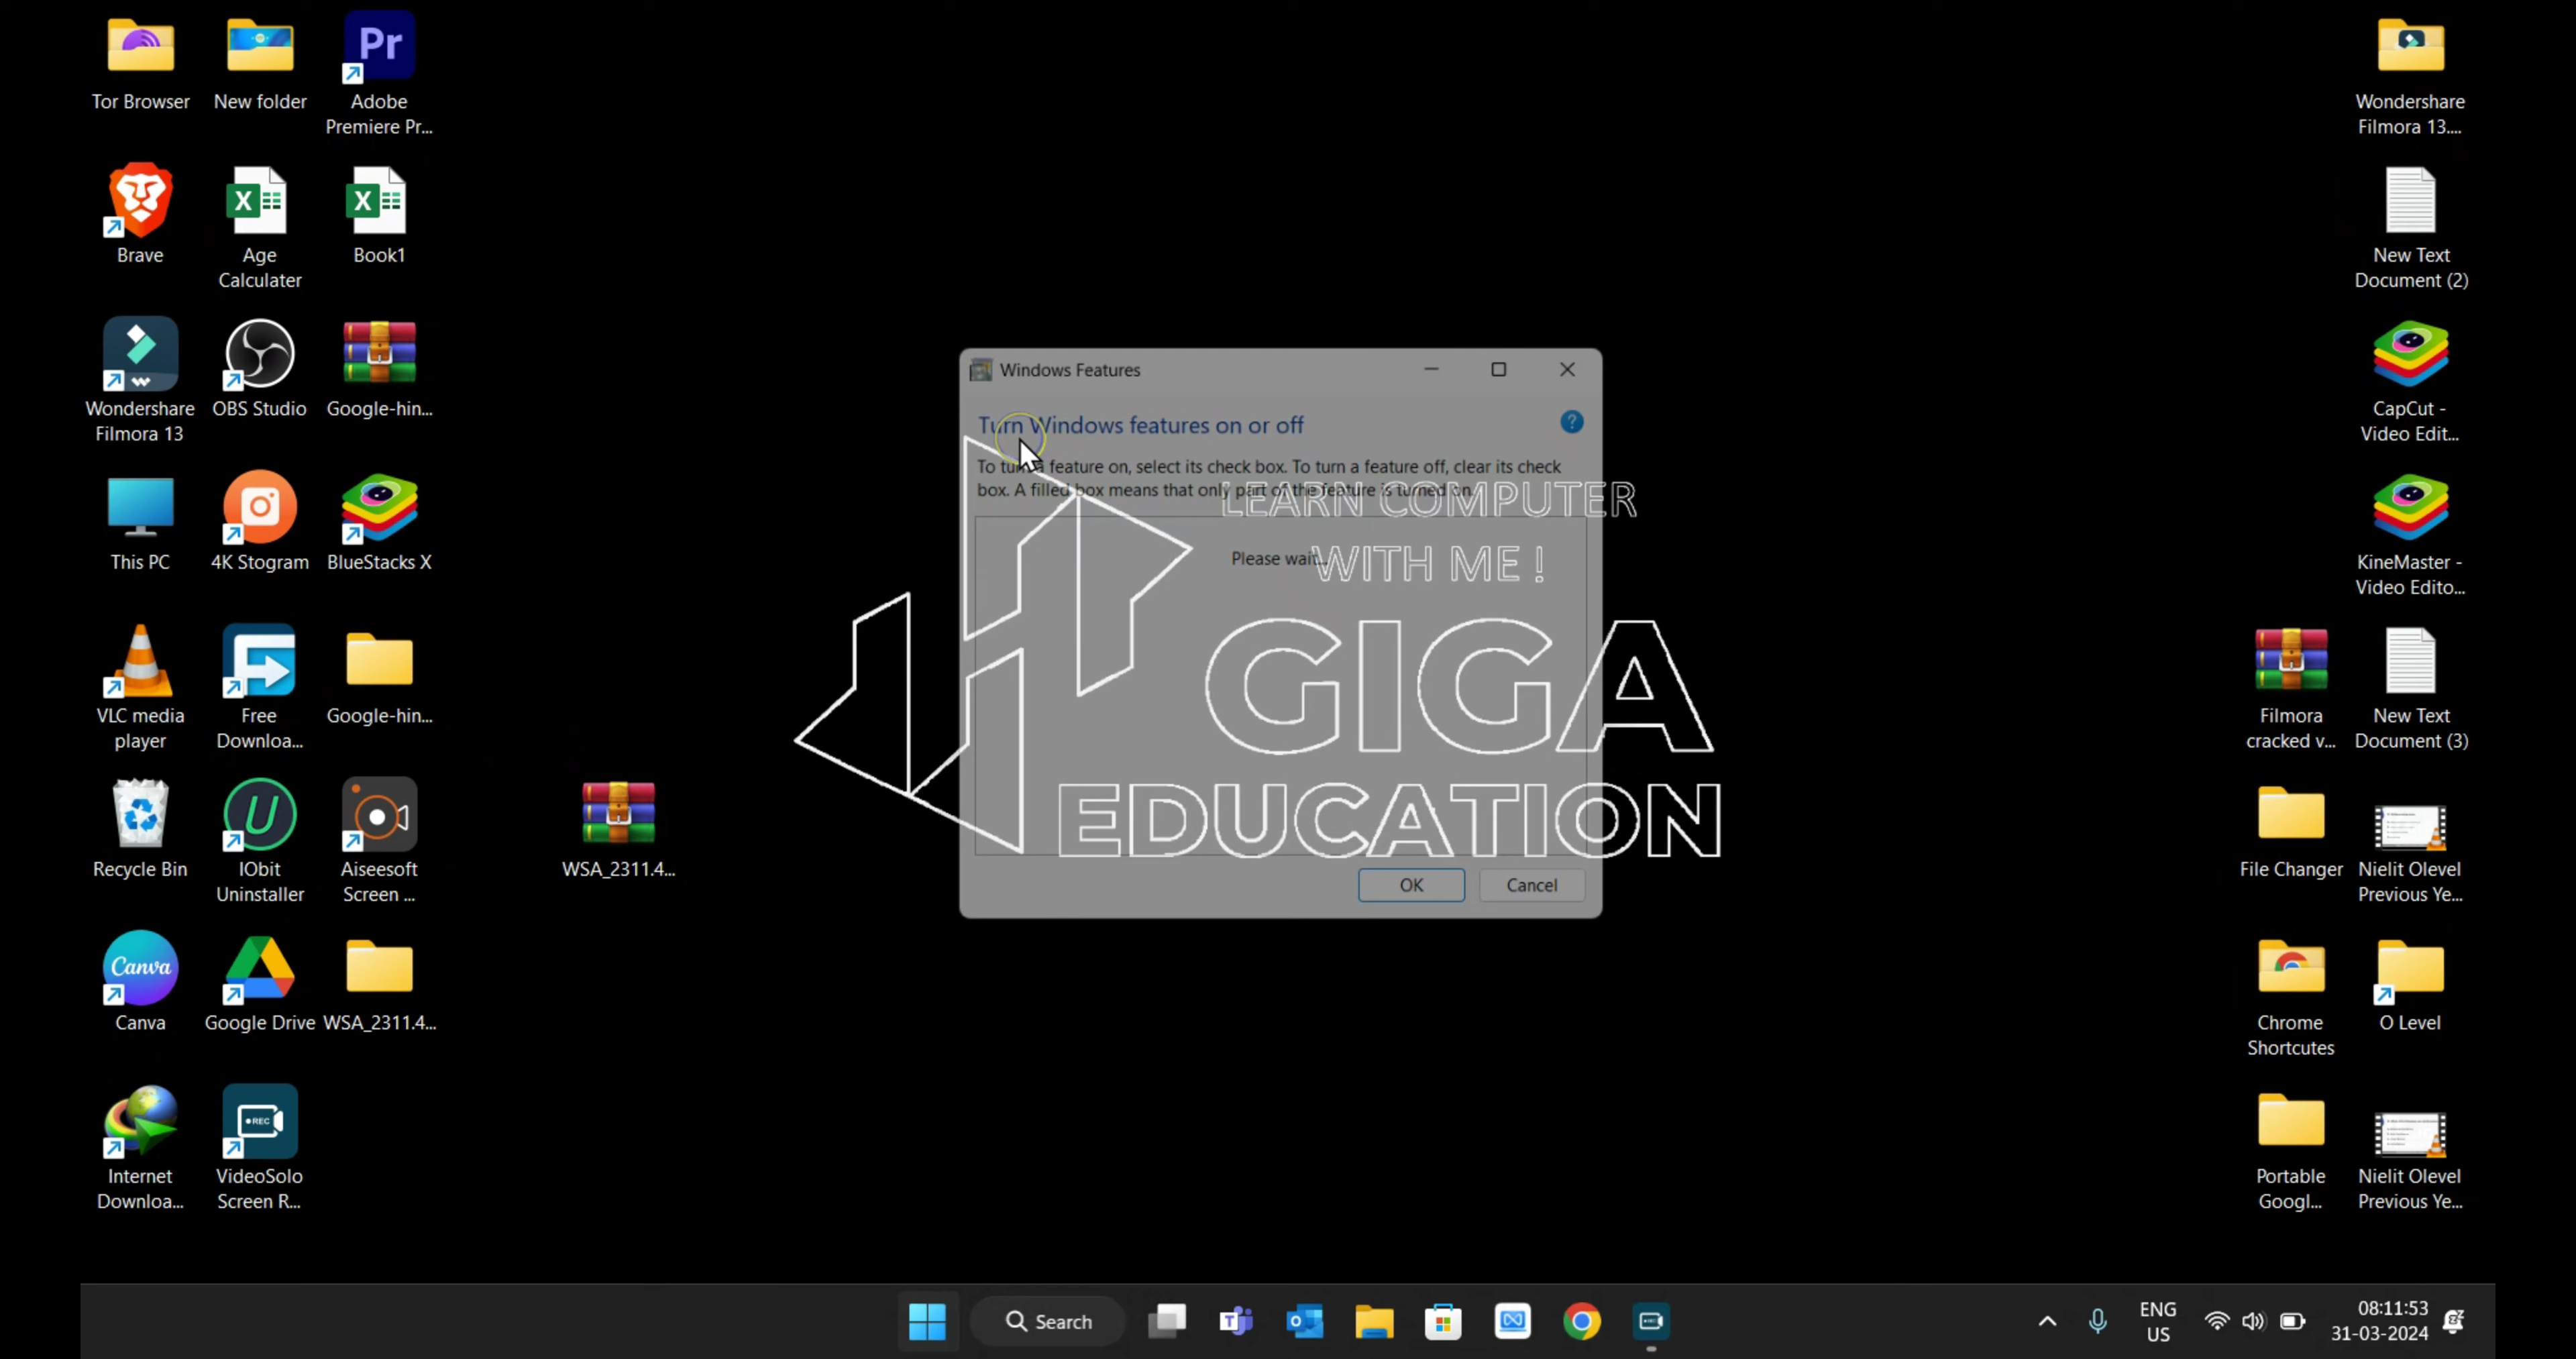 Tor Browser
New folder
Adobe
Premiere Pr...
Wondershare
Filmora 13....
Brave
Age
Calculater
Book1
New Text
Document (2)
Wondershare
Filmora 13
OBS Studio
Google-hin...
CapCut -
Video Edit...
This PC
4K Stogram
BlueStacks X
KineMaster -
Video Edito...
VLC media
player
Free
Downloa...
Google-hin...
Filmora
cracked v...
New Text
Document (3)
Recycle Bin
IObit
Uninstaller
Aiseesoft
Screen ...
WSA_2311.4...
File Changer
Nielit Olevel
Previous Ye...
Canva
Canva
Google Drive
WSA_2311.4...
Chrome
Shortcutes
O Level
Internet
Downloa...
REC
VideoSolo
Screen R...
Portable
Googl...
Nielit Olevel
Previous Ye...
Windows Features
Turn Windows features on or off
To turn a feature on, select its check box. To turn a feature off, clear its check
box. A filled box means that only part of the feature is turned on.
Please wait...
OK
Cancel
LEARN COMPUTER
WITH ME !
GIGA
EDUCATION
Search
ENG
US
08:11:53
31-03-2024